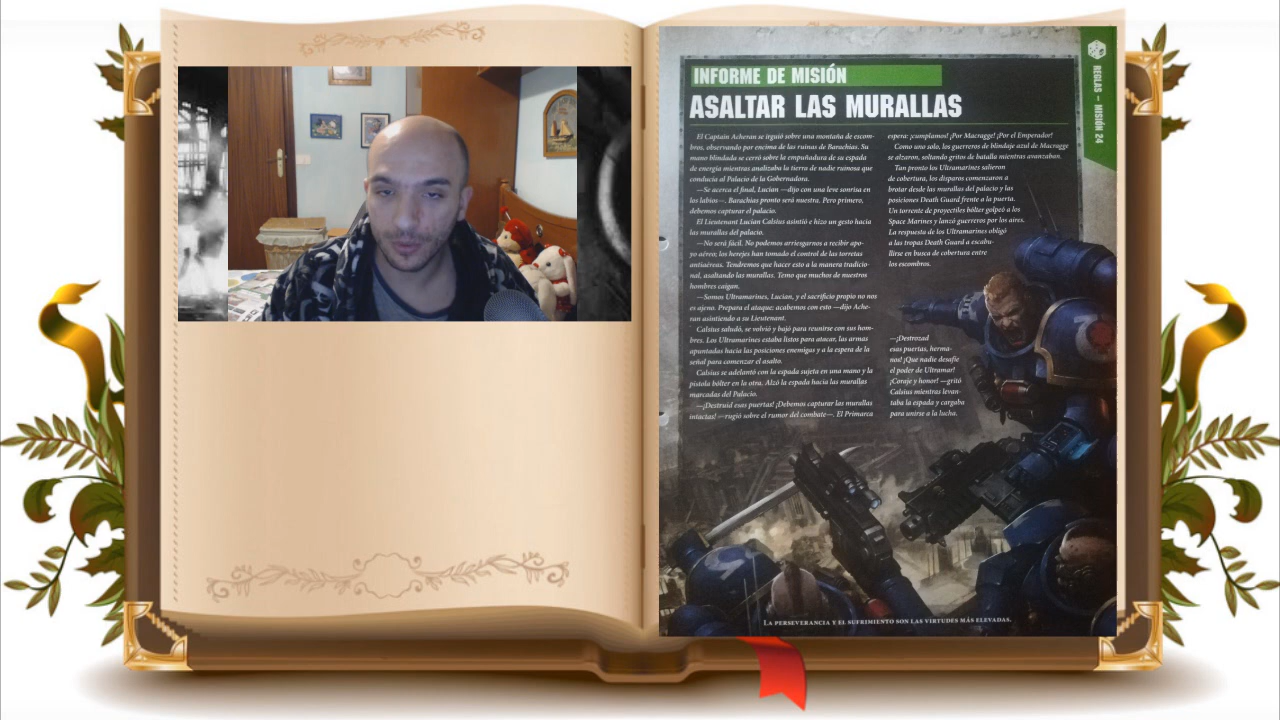 INFORME DE MISIÓN
ASALTAR LAS MURALLAS
El Captain Acheran se irguió sobre una montaña de escom-
bros, observando por encima de las ruinas de Barachias. Su
mano blindada se cerró sobre la empuñadura de su espada
de energía mientras analizaba la tierra de nadie ruinosa que
conducía al Palacio de la Gobernadora.
—Se acerca el final, Lucian —dijo con una leve sonrisa en
los labios—. Barachias pronto será nuestra. Pero primero,
debemos capturar el palacio.
El Lieutenant Lucian Calsius asintió e hizo un gesto hacia
las murallas del palacio.
—No será fácil. No podemos arriesgarnos a recibir apo-
yo aéreo; los herejes han tomado el control de las torretas
antiaéreas. Tendremos que hacer esto a la manera tradicio-
nal, asaltando las murallas. Temo que muchos de nuestros
hombres caigan.
—Somos Ultramarines, Lucian, y el sacrificio propio no nos
es ajeno. Prepara el ataque; acabemos con esto —dijo Ache-
ran asintiendo a su Lieutenant.
Calsius saludó, se volvió y bajó para reunirse con sus hom-
bres. Los Ultramarines estaba listos para atacar, las armas
apuntadas hacia las posiciones enemigas y a la espera de la
señal para comenzar el asalto.
Calsius se adelantó con la espada sujeta en una mano y la
pistola bólter en la otra. Alzó la espada hacia las murallas
marcadas del Palacio.
—¡Destruid esas puertas! ¡Debemos capturar las murallas
intactas! —rugió sobre el rumor del combate—. El Primarca
espera: ¡cumplamos! ¡Por Macragge! ¡Por el Emperador!
Como uno solo, los guerreros de blindaje azul de Macragge
se alzaron, soltando gritos de batalla mientras avanzaban.
Tan pronto los Ultramarines salieron
de cobertura, los disparos comenzaron a
brotar desde las murallas del palacio y las
posiciones Death Guard frente a la puerta.
Un torrente de proyectiles bólter golpeó a los
Space Marines y lanzó guerreros por los aires.
La respuesta de los Ultramarines obligó
a las tropas Death Guard a escabu-
llirse en busca de cobertura entre
los escombros.
—¡Destrozad
esas puertas, herma-
nos! ¡Que nadie desafíe
el poder de Ultramar!
¡Coraje y honor! —gritó
Calsius mientras levan-
taba la espada y cargaba
para unirse a la lucha.
LA PERSEVERANCIA Y EL SUFRIMIENTO SON LAS VIRTUDES MÁS ELEVADAS.
REGLAS – MISIÓN 24